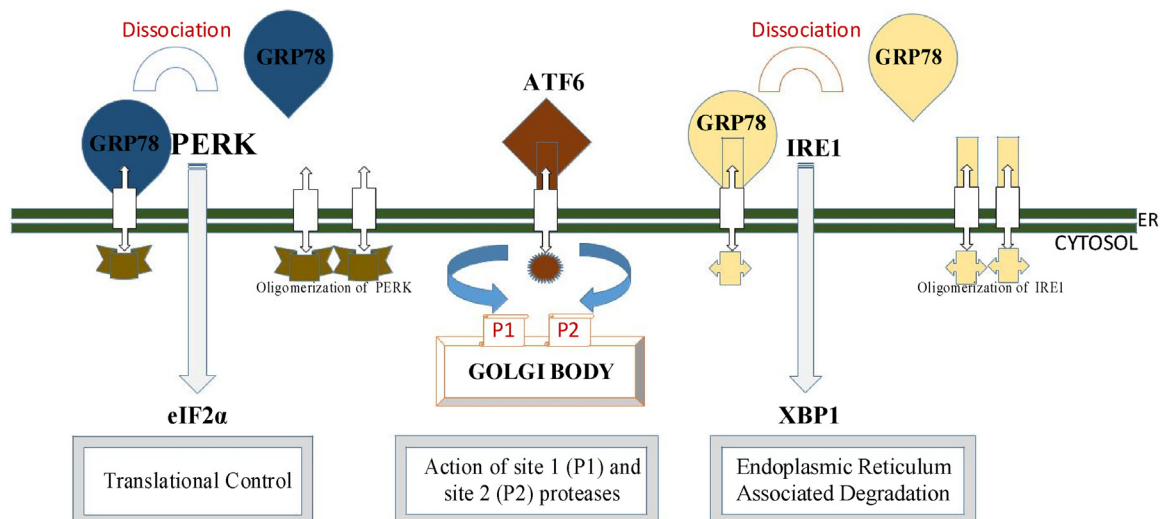 Dissociation
GRP78
GRP78
PERK
Oligomerization of PERK
eIF2α
Translational Control
ATF6
P1
P2
GOLGI BODY
Action of site 1 (P1) and
site 2 (P2) proteases
Dissociation
GRP78
GRP78
IRE1
ER
CYTOSOL
Oligomerization of IRE1
XBP1
Endoplasmic Reticulum
Associated Degradation